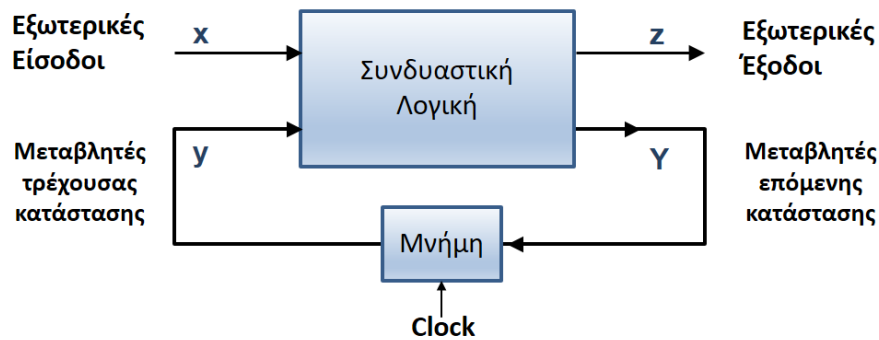 Εξωτερικές
Είσοδοι
x
Συνδυαστική
Λογική
z
Εξωτερικές
Έξοδοι
Μεταβλητές
τρέχουσας
κατάστασης
y
Y
Μεταβλητές
επόμενης
κατάστασης
Μνήμη
Clock